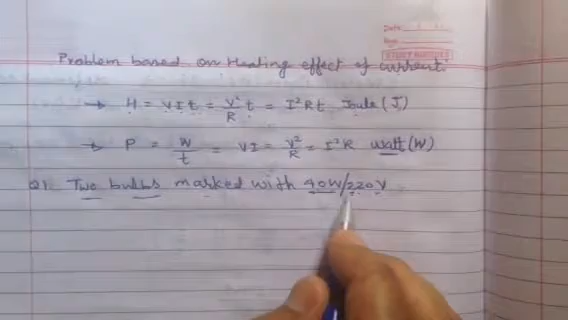 Date
Problem based on Heating effect of current.
→ H = VIt = V²/R t = I²Rt Joule (J)
→ P = W/t = VI = V²/R = I²R watt (W)
Q1. Two bulbs marked with 40W/220V